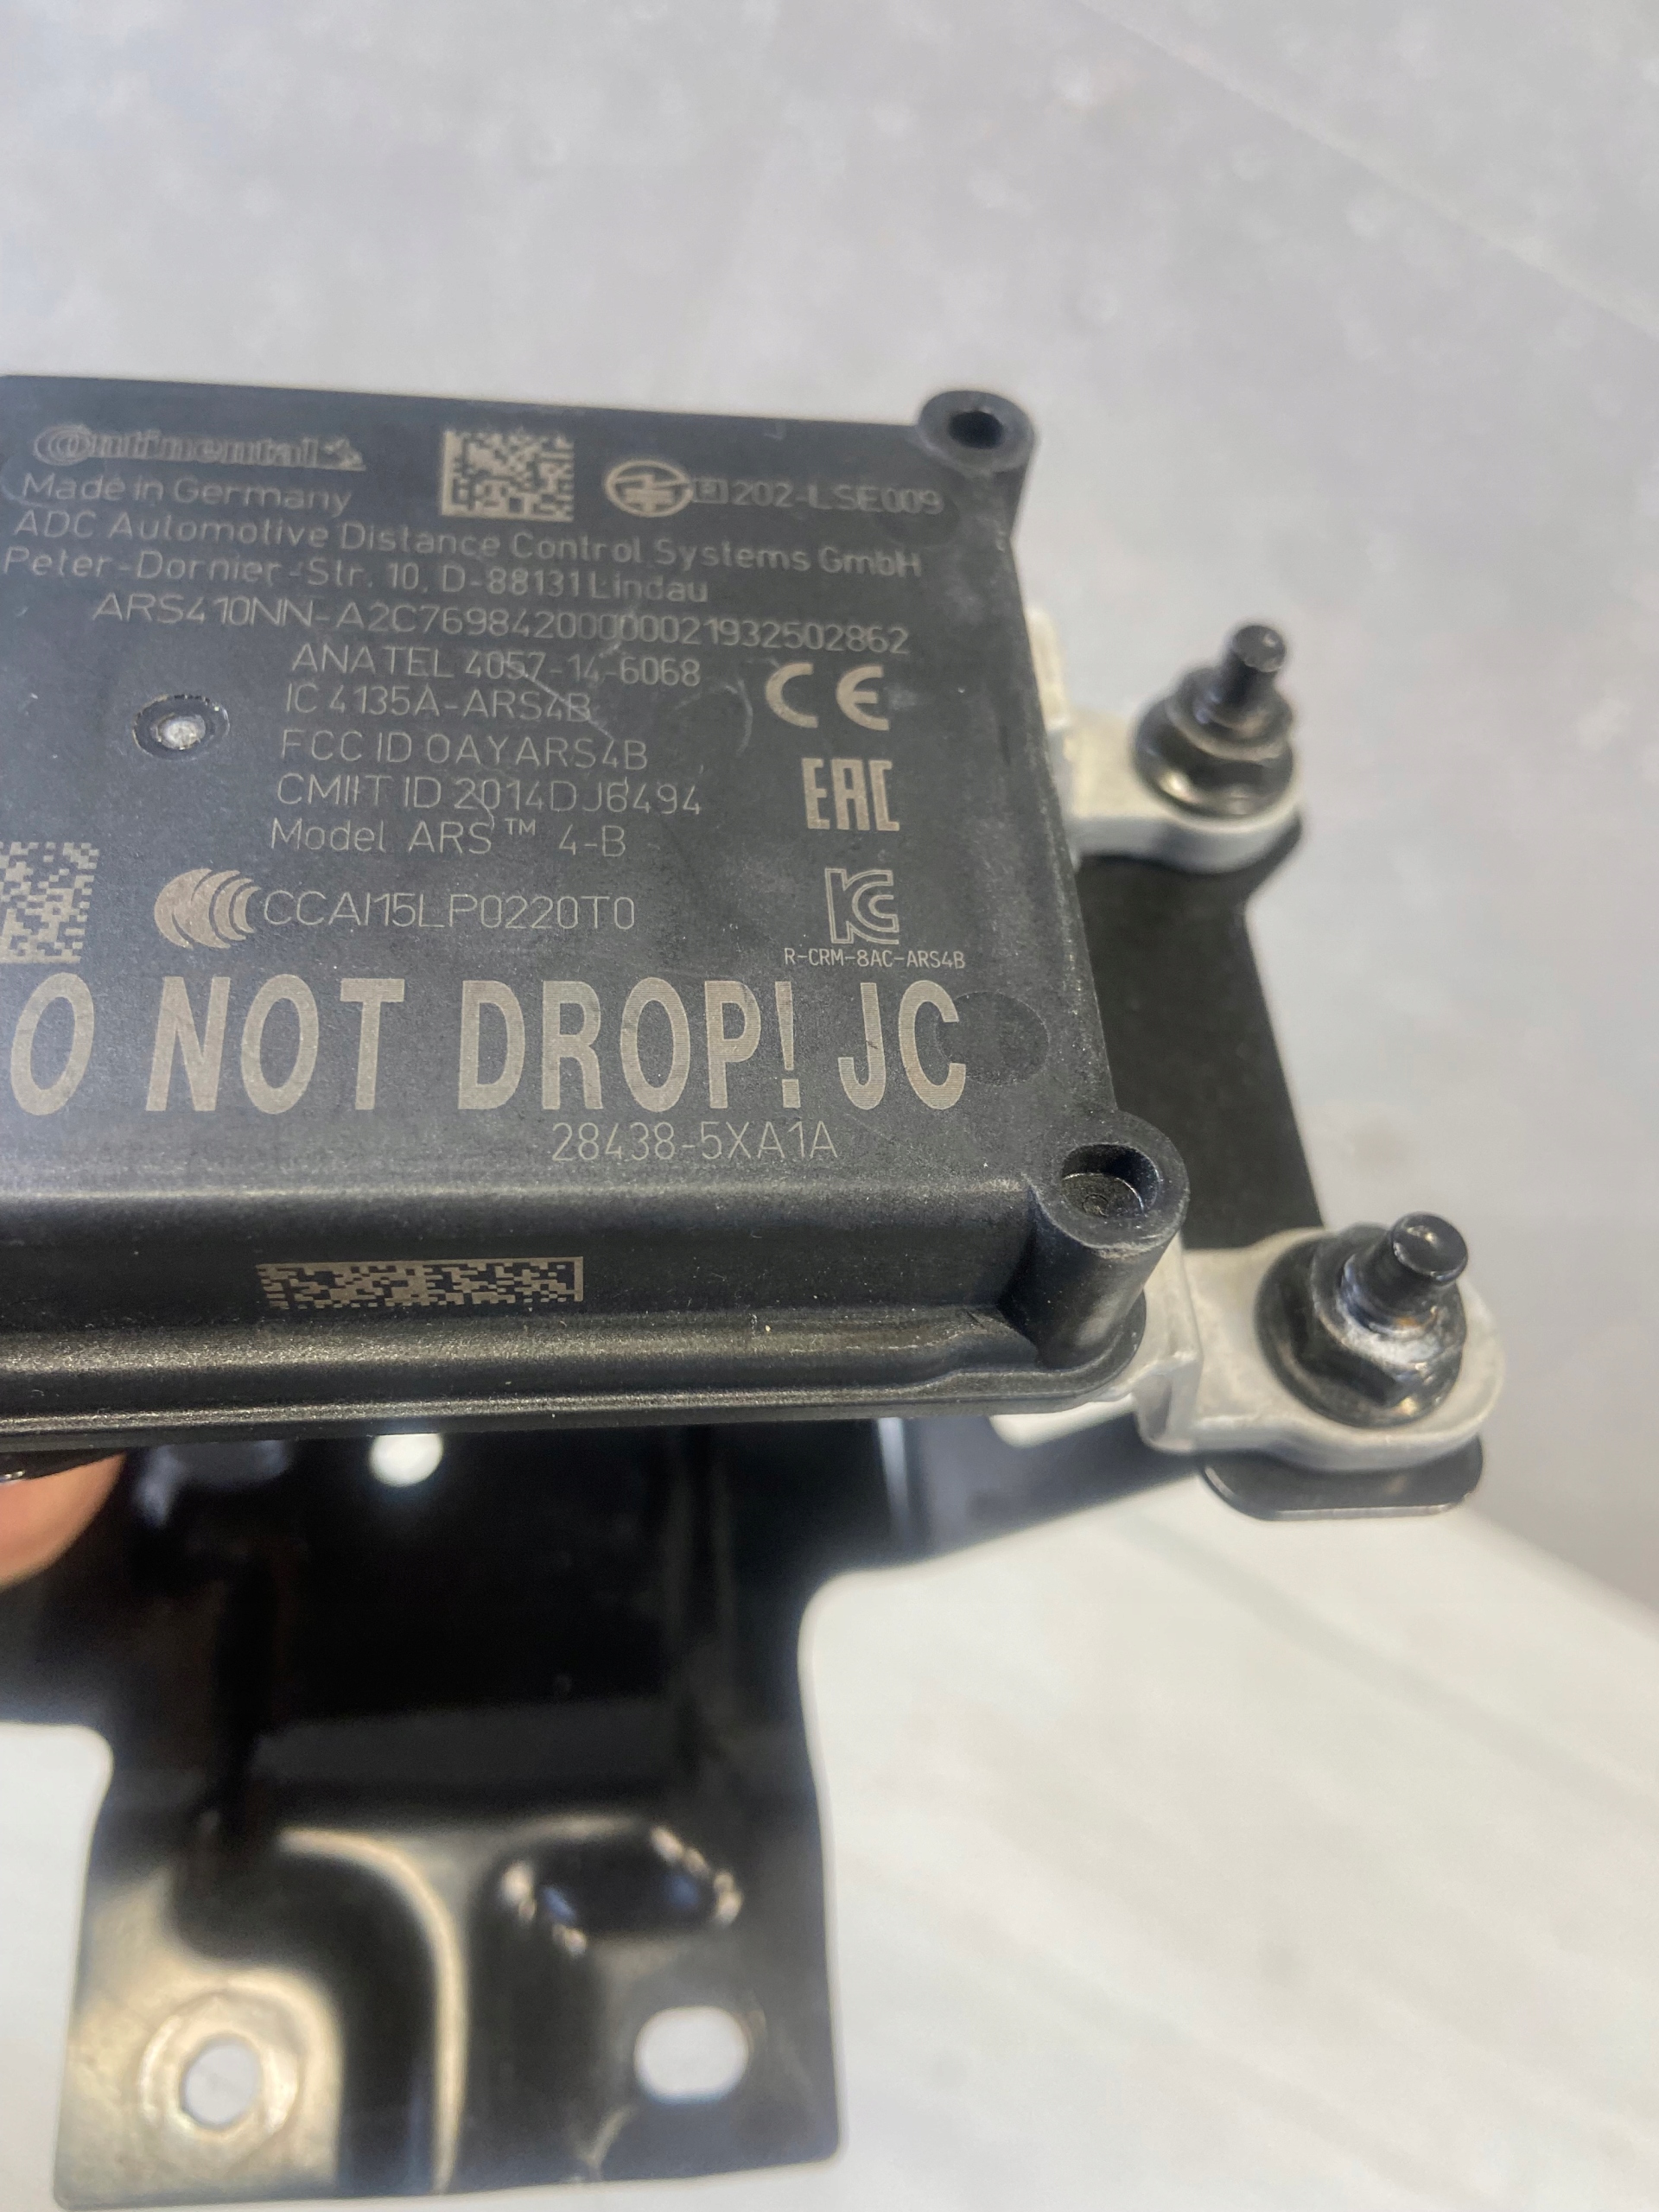 Continental
Made in Germany
R 202-LSE009
ADC Automotive Distance Control Systems GmbH
Peter-Dornier-Str. 10, D-88131 Lindau
ARS410NN-A2C76984200000021932502862
ANATEL 4057-14-6068
IC 4135A-ARS4B
FCC ID OAYARS4B
CMIIT ID 2014DJ6494
Model ARS™ 4-B
CE
EAC
CCAI15LP0220T0
KC
R-CRM-8AC-ARS4B
O NOT DROP! JC
28438-5XA1A